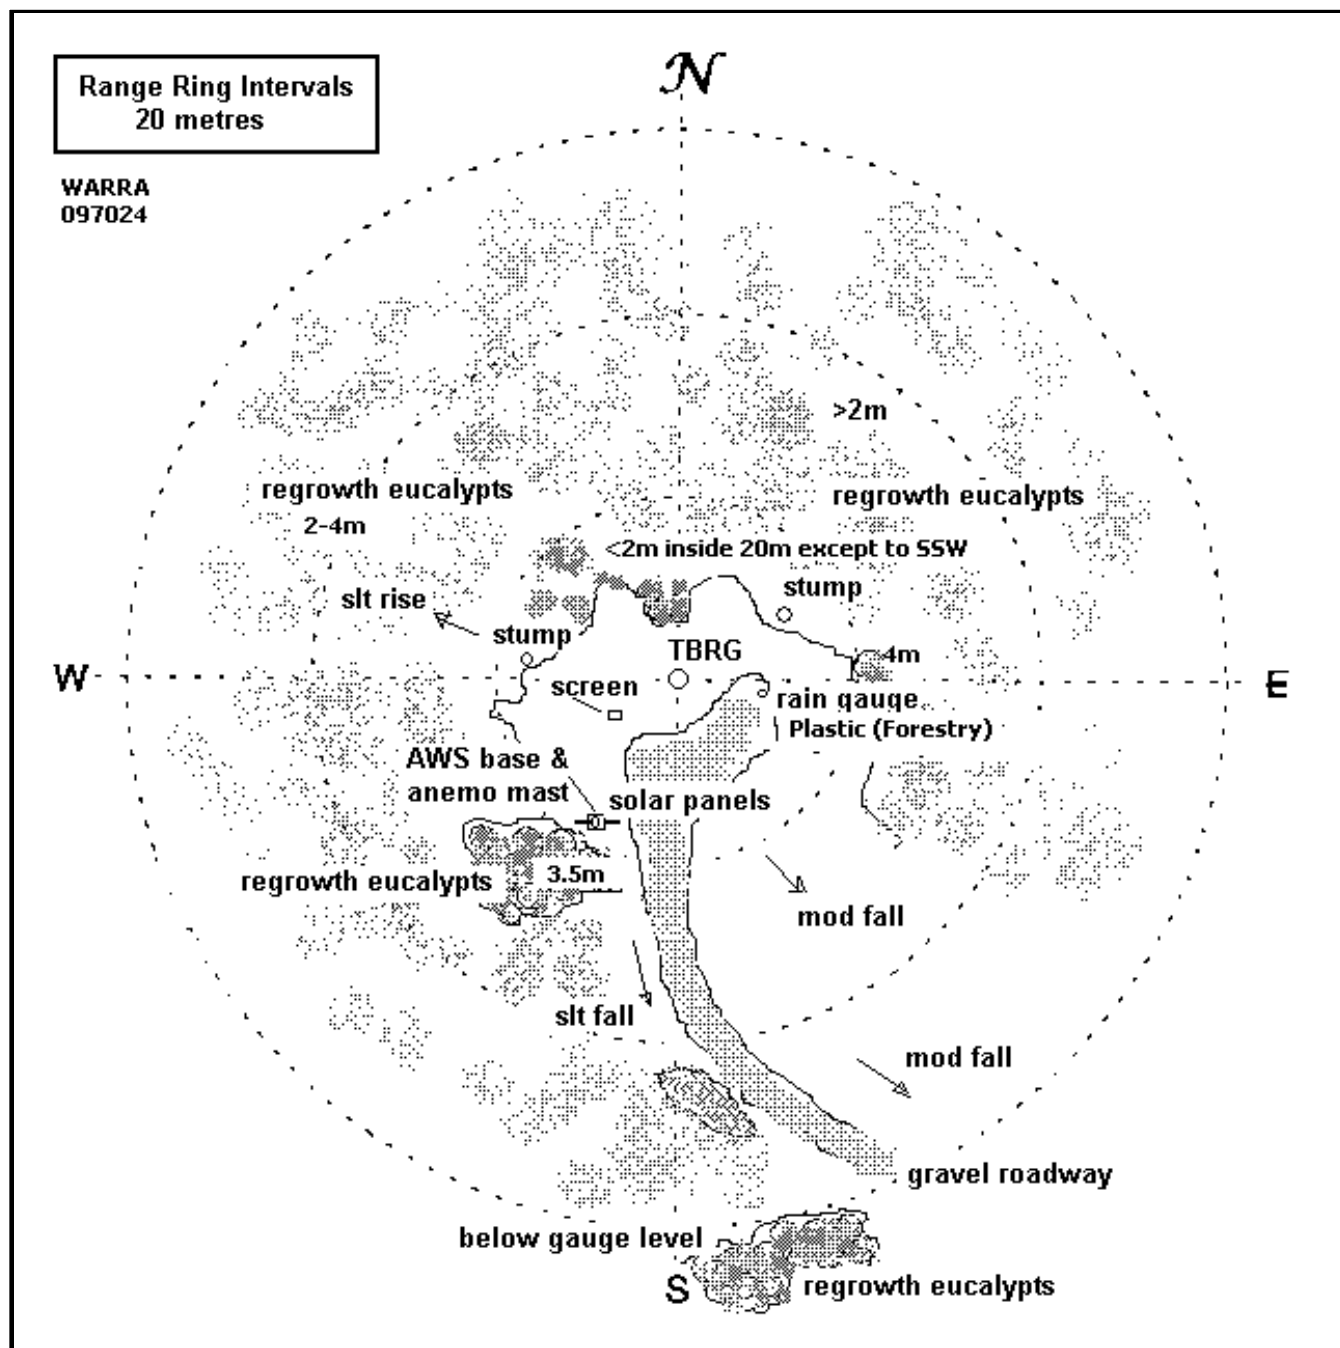 N
Range Ring Intervals
20 metres
WARRA
097024
>2m
regrowth eucalypts
2-4m
regrowth eucalypts
<2m inside 20m except to SSW
slt rise
stump
stump
TBRG
4m
W
E
screen
rain gauge
Plastic (Forestry)
AWS base &
anemo mast
solar panels
regrowth eucalypts
3.5m
mod fall
slt fall
mod fall
gravel roadway
below gauge level
S
regrowth eucalypts